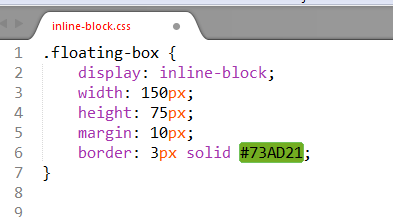 inline-block.css
1 .floating-box {
2     display: inline-block;
3     width: 150px;
4     height: 75px;
5     margin: 10px;
6     border: 3px solid #73AD21;
7 }
8
9